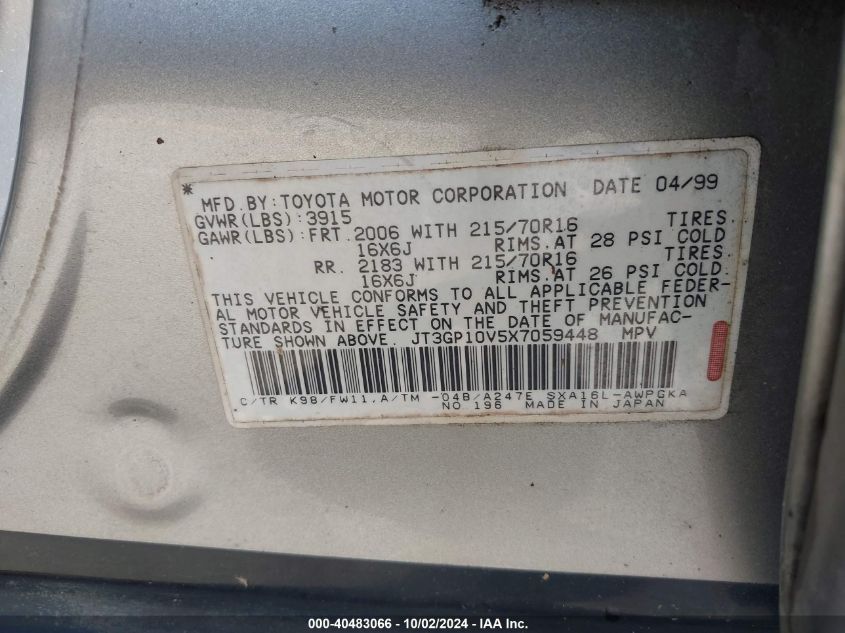 * MFD.BY:TOYOTA MOTOR CORPORATION DATE 04/99
GVWR(LBS):3915
GAWR(LBS):FRT.2006 WITH 215/70R16 TIRES.
16X6J RIMS.AT 28 PSI COLD
RR. 2183 WITH 215/70R16 TIRES.
16X6J RIMS.AT 26 PSI COLD.
THIS VEHICLE CONFORMS TO ALL APPLICABLE FEDER-
AL MOTOR VEHICLE SAFETY AND THEFT PREVENTION
STANDARDS IN EFFECT ON THE DATE OF MANUFAC-
TURE SHOWN ABOVE. JT3GP10V5X7059448 MPV
C/TR K98/FW11.A/TM -04B/A247E SXA16L-AWPGKA
NO 196 MADE IN JAPAN
000-40483066 - 10/02/2024 - IAA Inc.